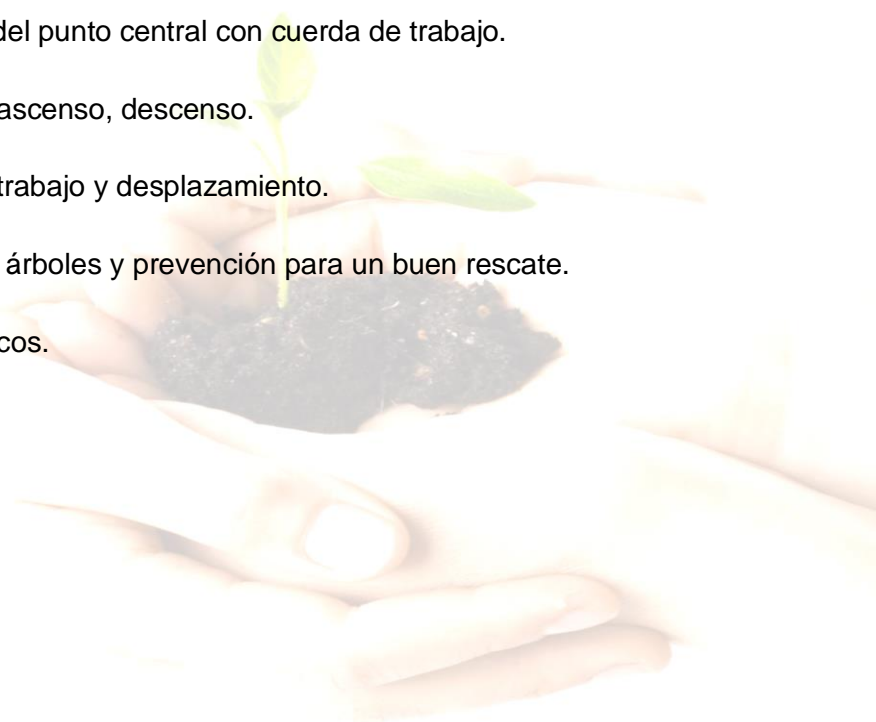 del punto central con cuerda de trabajo.
ascenso, descenso.
trabajo y desplazamiento.
árboles y prevención para un buen rescate.
cos.